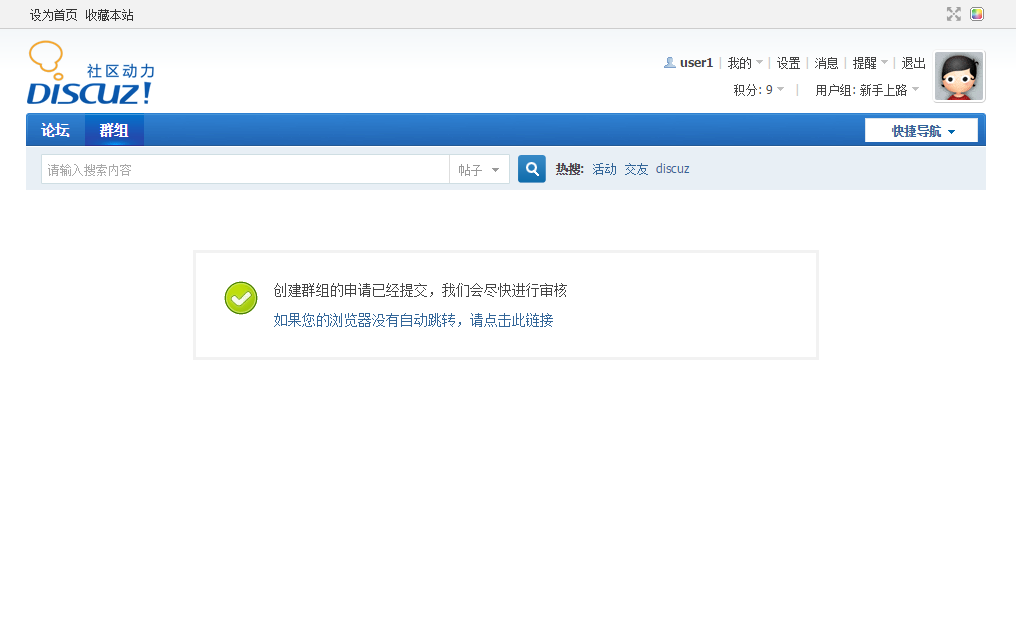 设为首页 收藏本站
社区动力
DISCUZ!
user1 | 我的 | 设置 | 消息 | 提醒 | 退出
积分: 9 | 用户组: 新手上路
论坛 群组 快捷导航
请输入搜索内容 帖子 热搜: 活动 交友 discuz
创建群组的申请已经提交，我们会尽快进行审核
如果您的浏览器没有自动跳转，请点击此链接